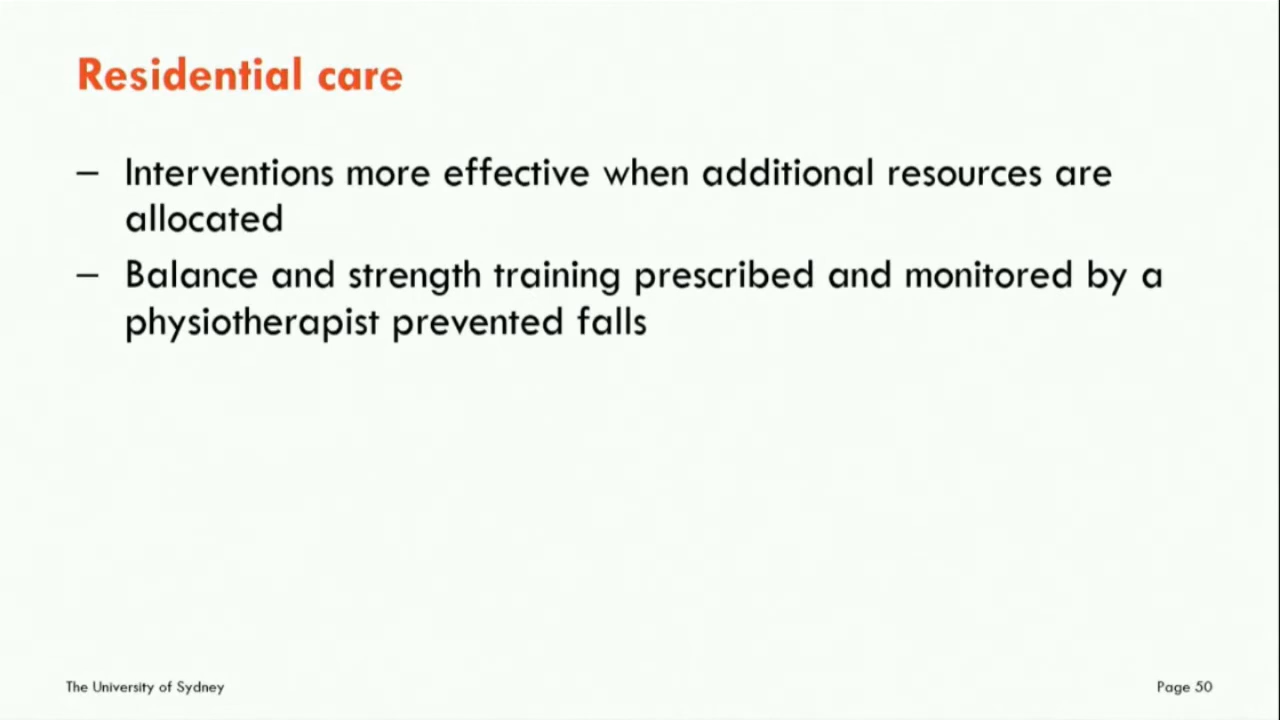 Residential care
– Interventions more effective when additional resources are
allocated
– Balance and strength training prescribed and monitored by a
physiotherapist prevented falls
The University of Sydney
Page 50